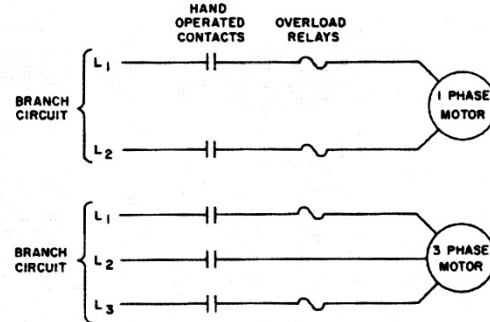 HAND
OPERATED
CONTACTS
OVERLOAD
RELAYS
BRANCH
CIRCUIT
L1
L2
1 PHASE
MOTOR
BRANCH
CIRCUIT
L1
L2
L3
3 PHASE
MOTOR